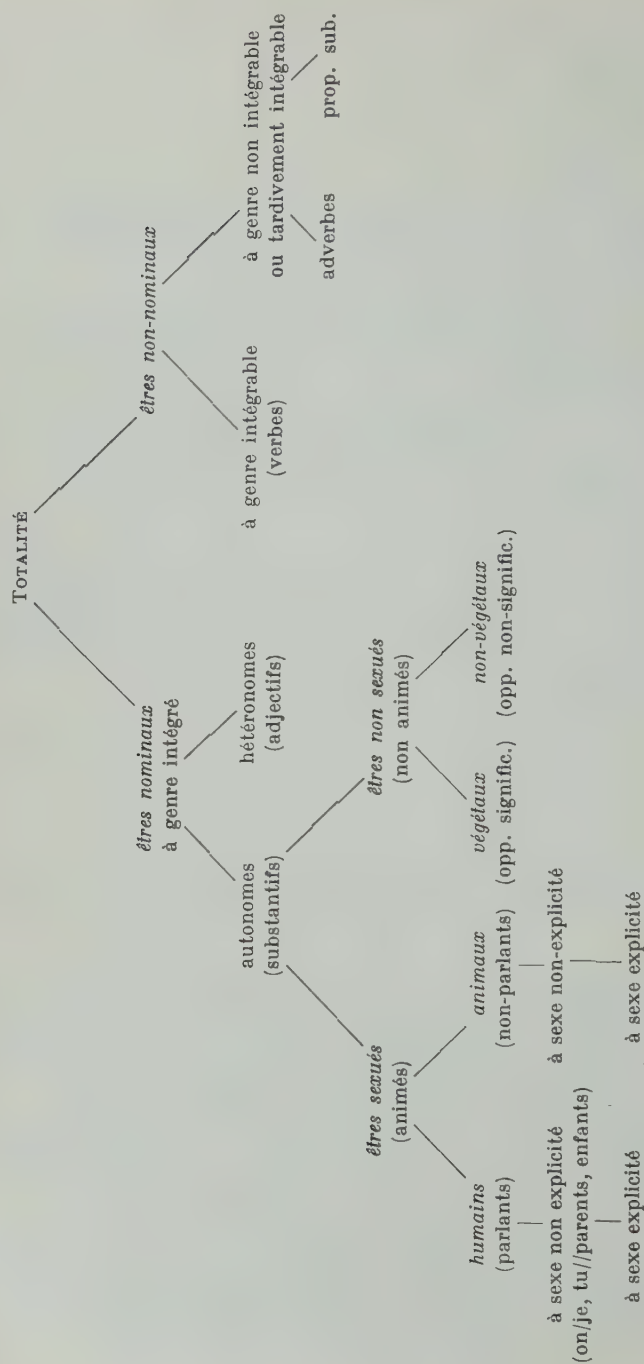 TOTALITÉ
êtres nominaux
à genre intégré
êtres non-nominaux
autonomes
(substantifs)
hétéronomes
(adjectifs)
à genre intégrable
(verbes)
à genre non intégrable
ou tardivement intégrable
adverbes
prop. sub.
êtres sexués
(animés)
êtres non sexués
(non animés)
humains
(parlants)
animaux
(non-parlants)
végétaux
(opp. signific.)
non-végétaux
(opp. non-signific.)
à sexe non explicité
(on/je, tu//parents, enfants)
à sexe non-explicité
à sexe explicité
à sexe explicité